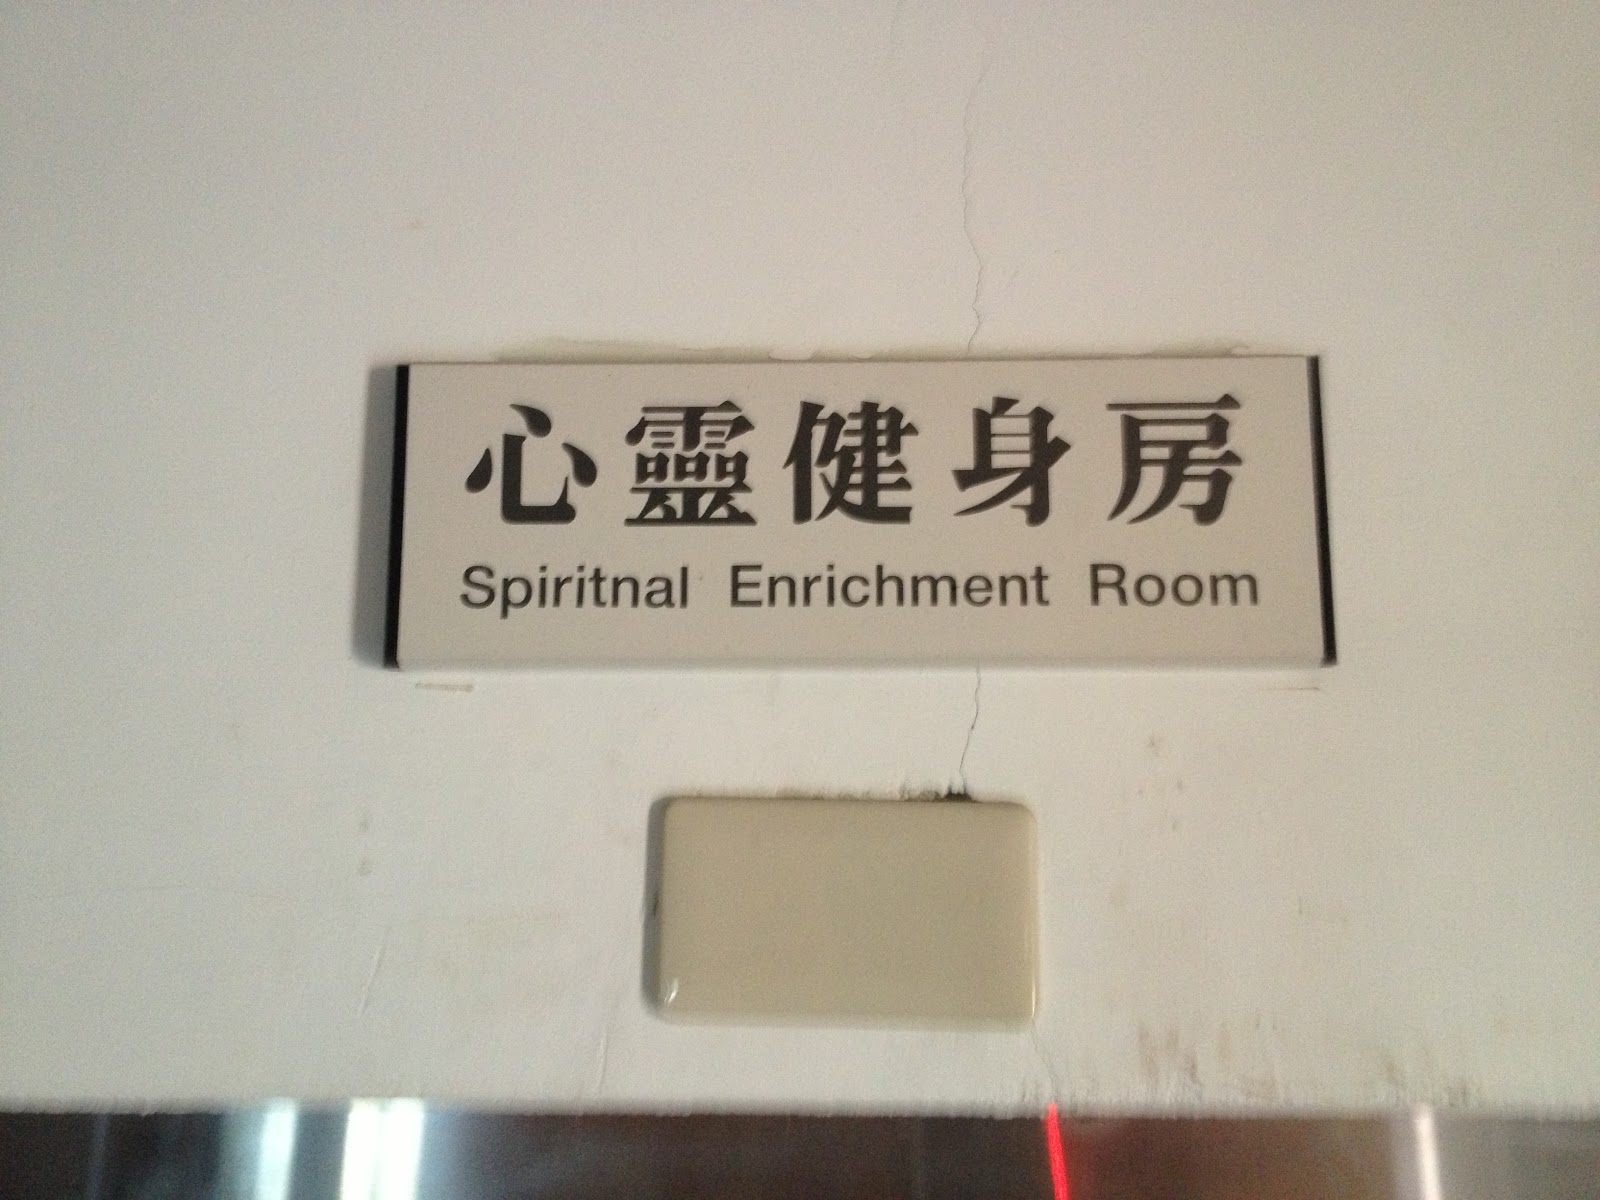 心靈健身房
Spiritnal Enrichment Room